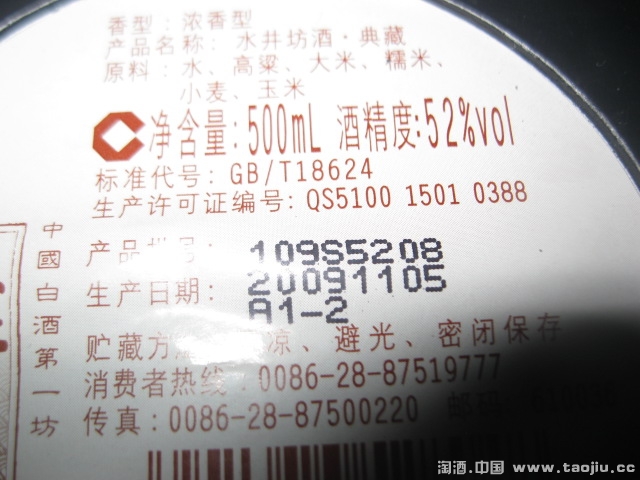 香型：浓香型
产品名称：水井坊酒·典藏
原料：水、高粱、大米、糯米、
小麦、玉米
净含量:500mL 酒精度:52%vol
标准代号：GB/T18624
生产许可证编号：QS5100 1501 0388
产品批号：109S5208
生产日期：20091105
A1-2
贮藏方 凉、避光、密闭保存
消费者热线：0086-28-87519777
传真：0086-28-87500220 邮码：
中國白酒第一坊
淘酒.中国 www.taojiu.cc